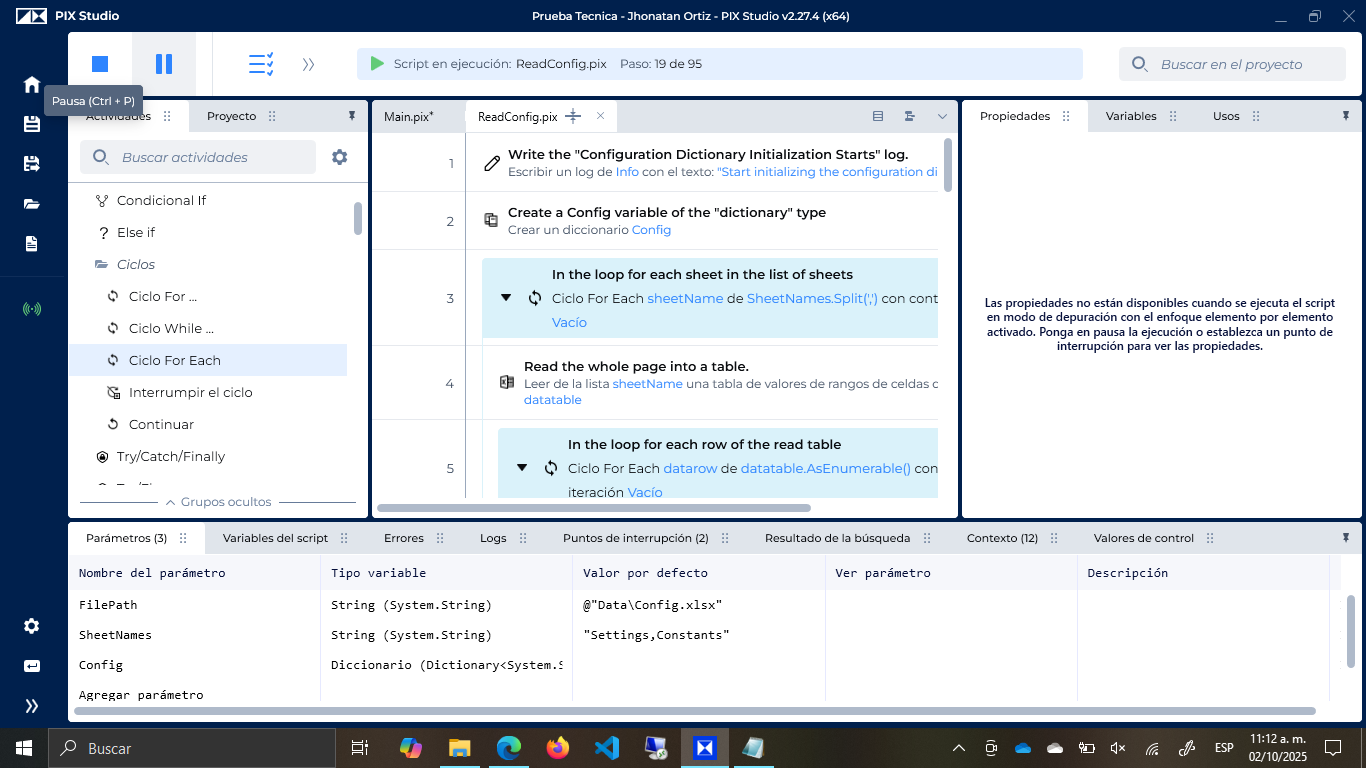 PIX Studio
Prueba Tecnica - Jhonatan Ortiz - PIX Studio v2.27.4 (x64)
Script en ejecución: ReadConfig.pix Paso: 19 de 95
Buscar en el proyecto
Pausa (Ctrl + P)
Actividades
Proyecto
Main.pix*
ReadConfig.pix
Propiedades
Variables
Usos
Buscar actividades
Condicional If
Else if
Ciclos
Ciclo For ...
Ciclo While ...
Ciclo For Each
Interrumpir el ciclo
Continuar
Try/Catch/Finally
Grupos ocultos
1
Write the "Configuration Dictionary Initialization Starts" log.
Escribir un log de Info con el texto: "Start initializing the configuration di
2
Create a Config variable of the "dictionary" type
Crear un diccionario Config
3
In the loop for each sheet in the list of sheets
Ciclo For Each sheetName de SheetNames.Split(',') con cont
Vacío
4
Read the whole page into a table.
Leer de la lista sheetName una tabla de valores de rangos de celdas
datatable
5
In the loop for each row of the read table
Ciclo For Each datarow de datatable.AsEnumerable() con
iteración Vacío
Las propiedades no están disponibles cuando se ejecuta el script
en modo de depuración con el enfoque elemento por elemento
activado. Ponga en pausa la ejecución o establezca un punto de
interrupción para ver las propiedades.
Parámetros (3)
Variables del script
Errores
Logs
Puntos de interrupción (2)
Resultado de la búsqueda
Contexto (12)
Valores de control
Nombre del parámetro
Tipo variable
Valor por defecto
Ver parámetro
Descripción
FilePath
String (System.String)
@"Data\Config.xlsx"
SheetNames
String (System.String)
"Settings,Constants"
Config
Diccionario (Dictionary<System.S
Agregar parámetro
Buscar
ESP
11:12 a. m.
02/10/2025